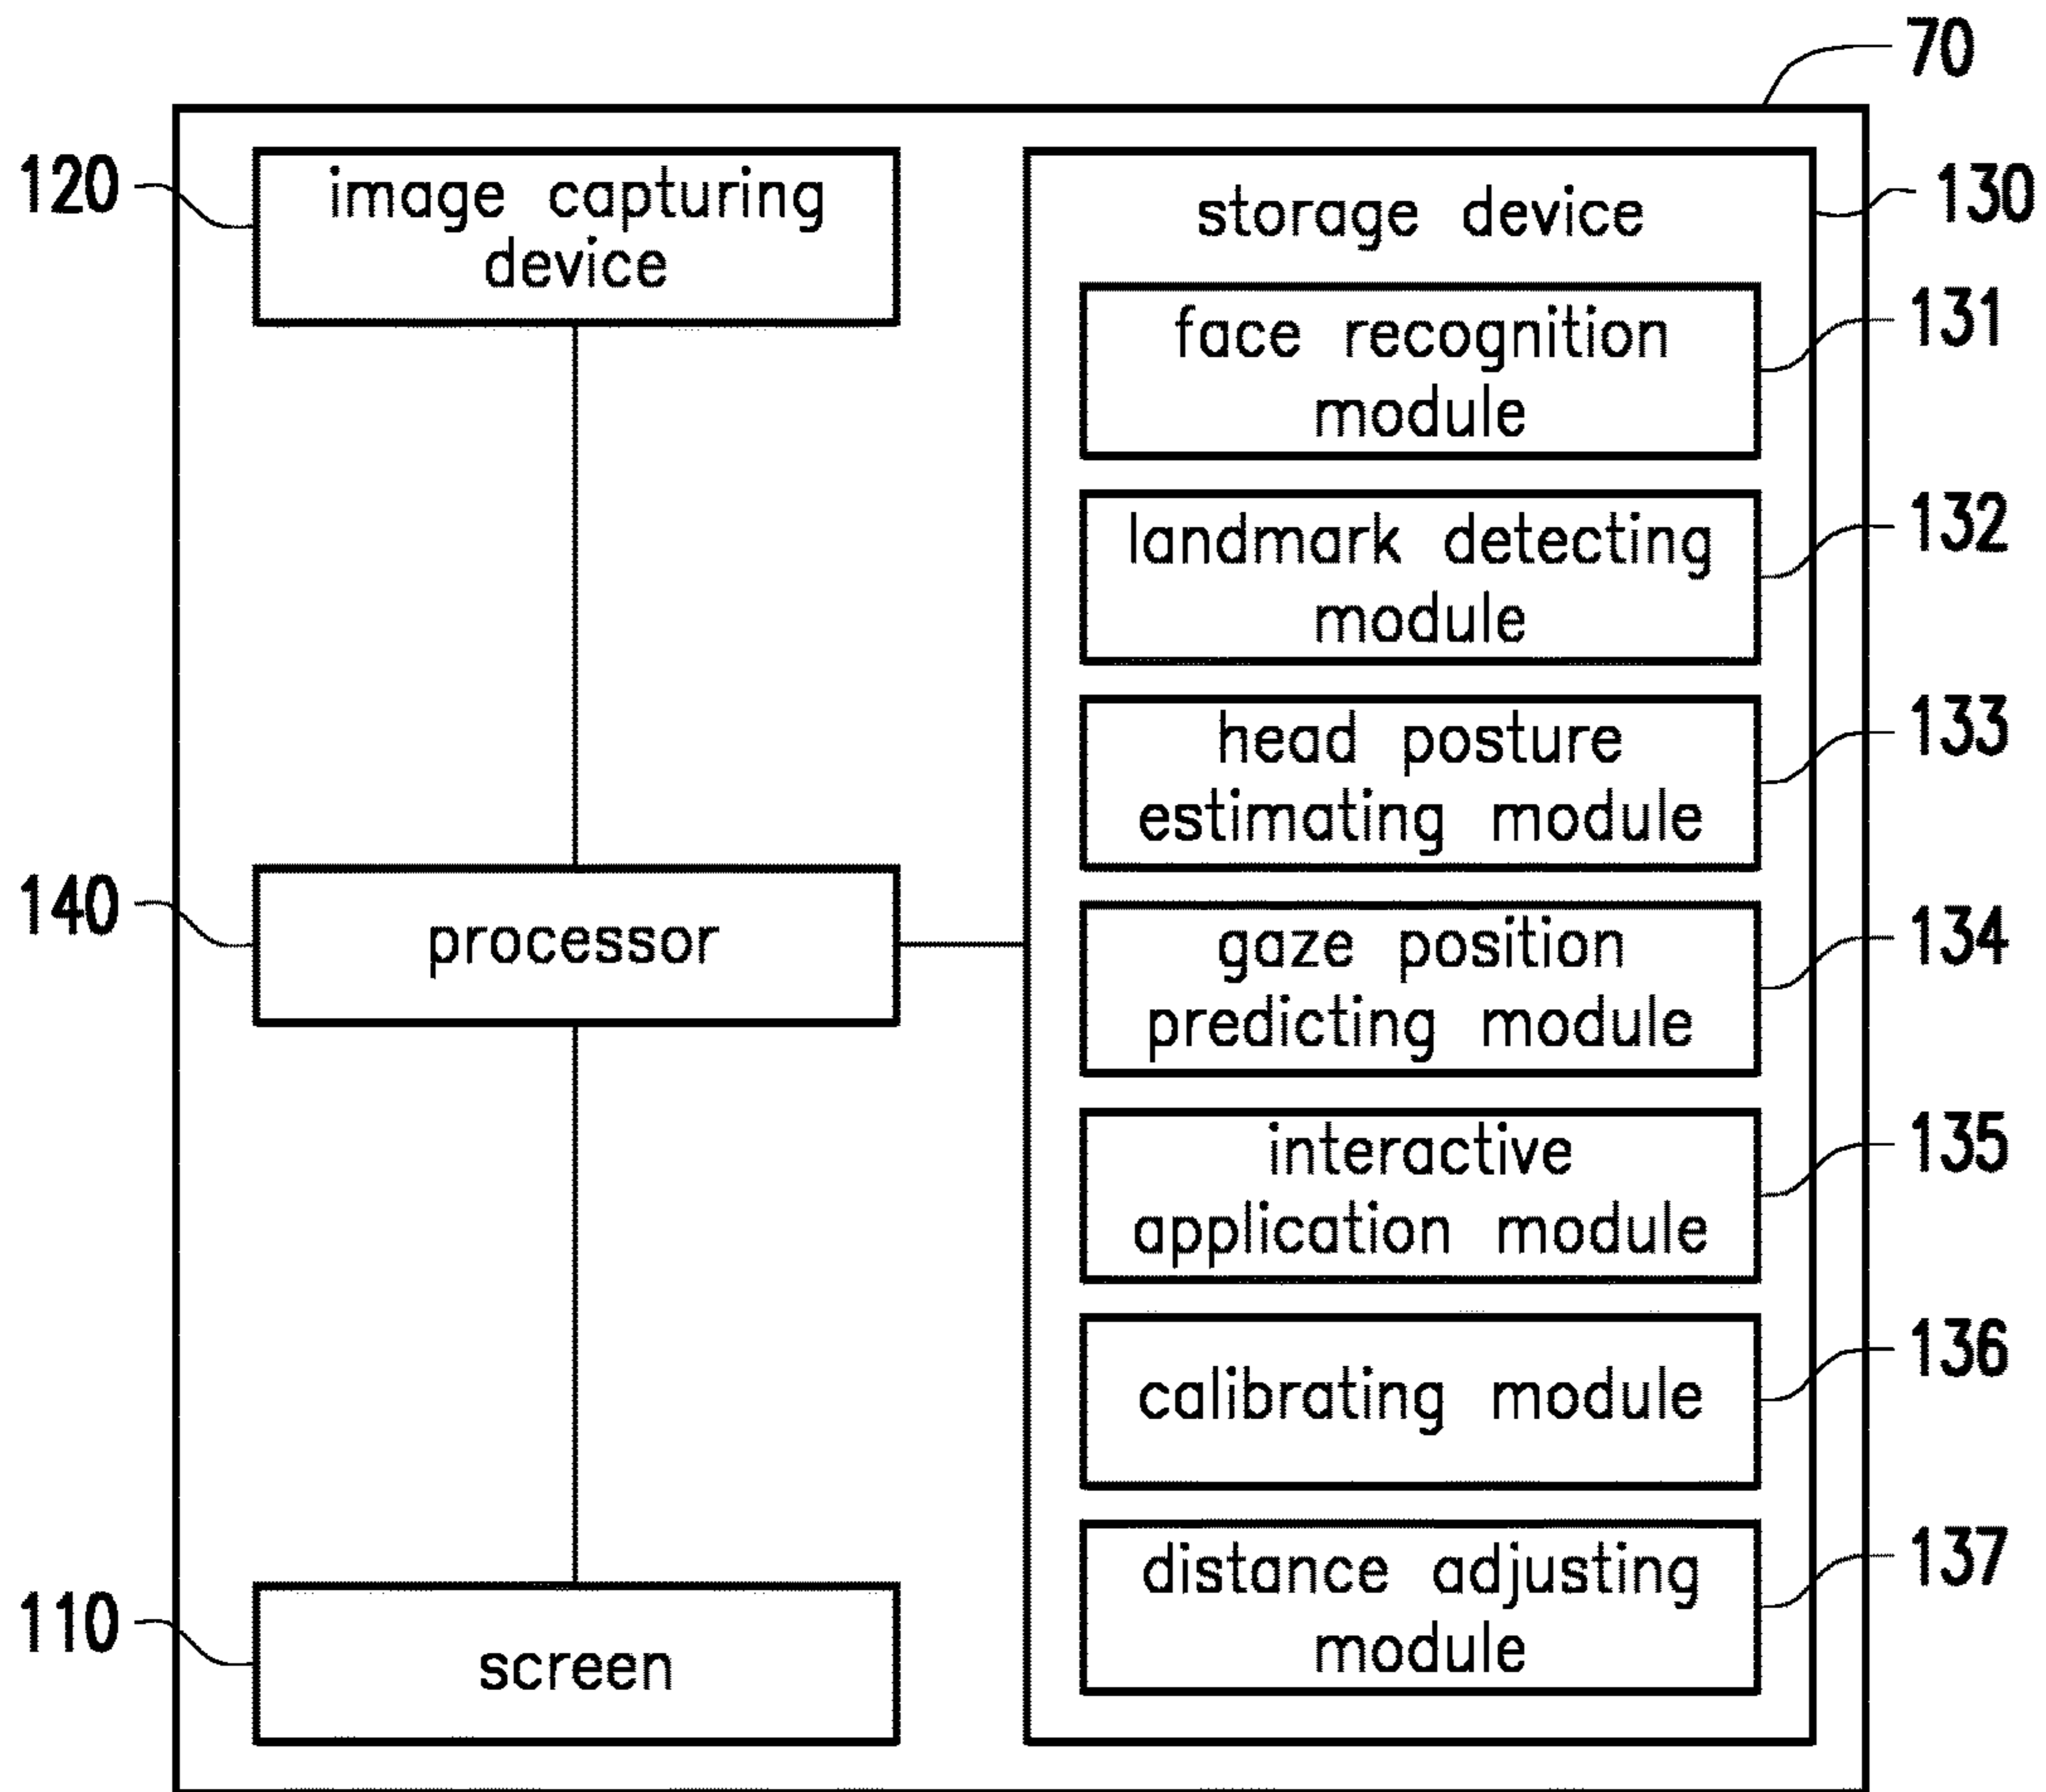 70
120
image capturing
device
140
processor
110
screen
storage device
130
face recognition
module
131
landmark detecting
module
132
head posture
estimating module
133
gaze position
predicting module
134
interactive
application module
135
calibrating module
136
distance adjusting
module
137